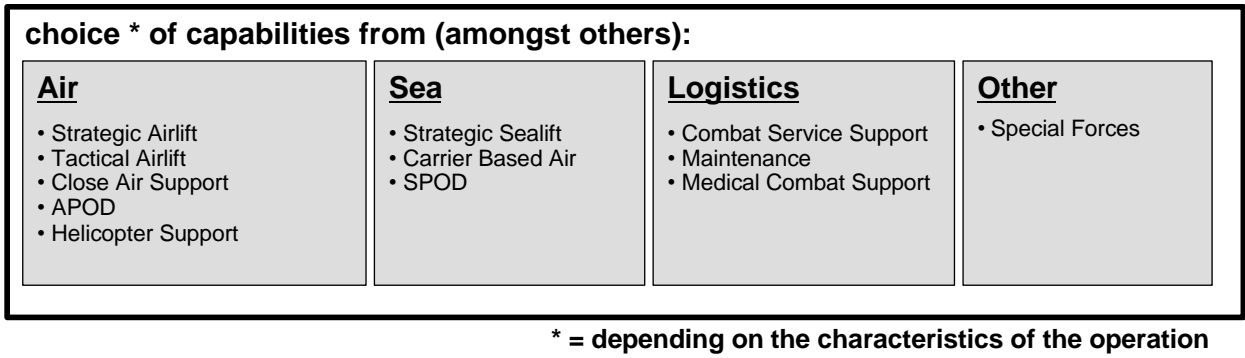 choice * of capabilities from (amongst others):
Air
• Strategic Airlift
• Tactical Airlift
• Close Air Support
• APOD
• Helicopter Support
Sea
• Strategic Sealift
• Carrier Based Air
• SPOD
Logistics
• Combat Service Support
• Maintenance
• Medical Combat Support
Other
• Special Forces
* = depending on the characteristics of the operation